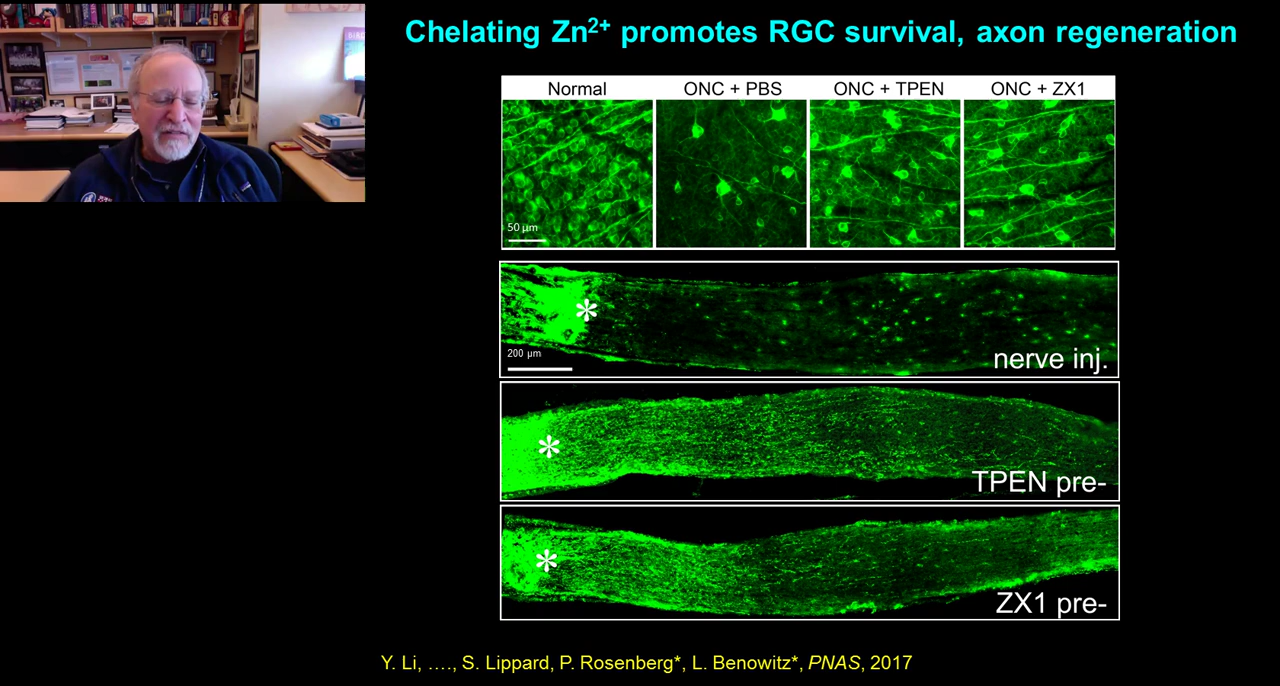 Chelating Zn²⁺ promotes RGC survival, axon regeneration
Normal ONC + PBS ONC + TPEN ONC + ZX1
50 µm
*
200 µm
nerve inj.
*
TPEN pre-
*
ZX1 pre-
Y. Li, …., S. Lippard, P. Rosenberg*, L. Benowitz*, PNAS, 2017